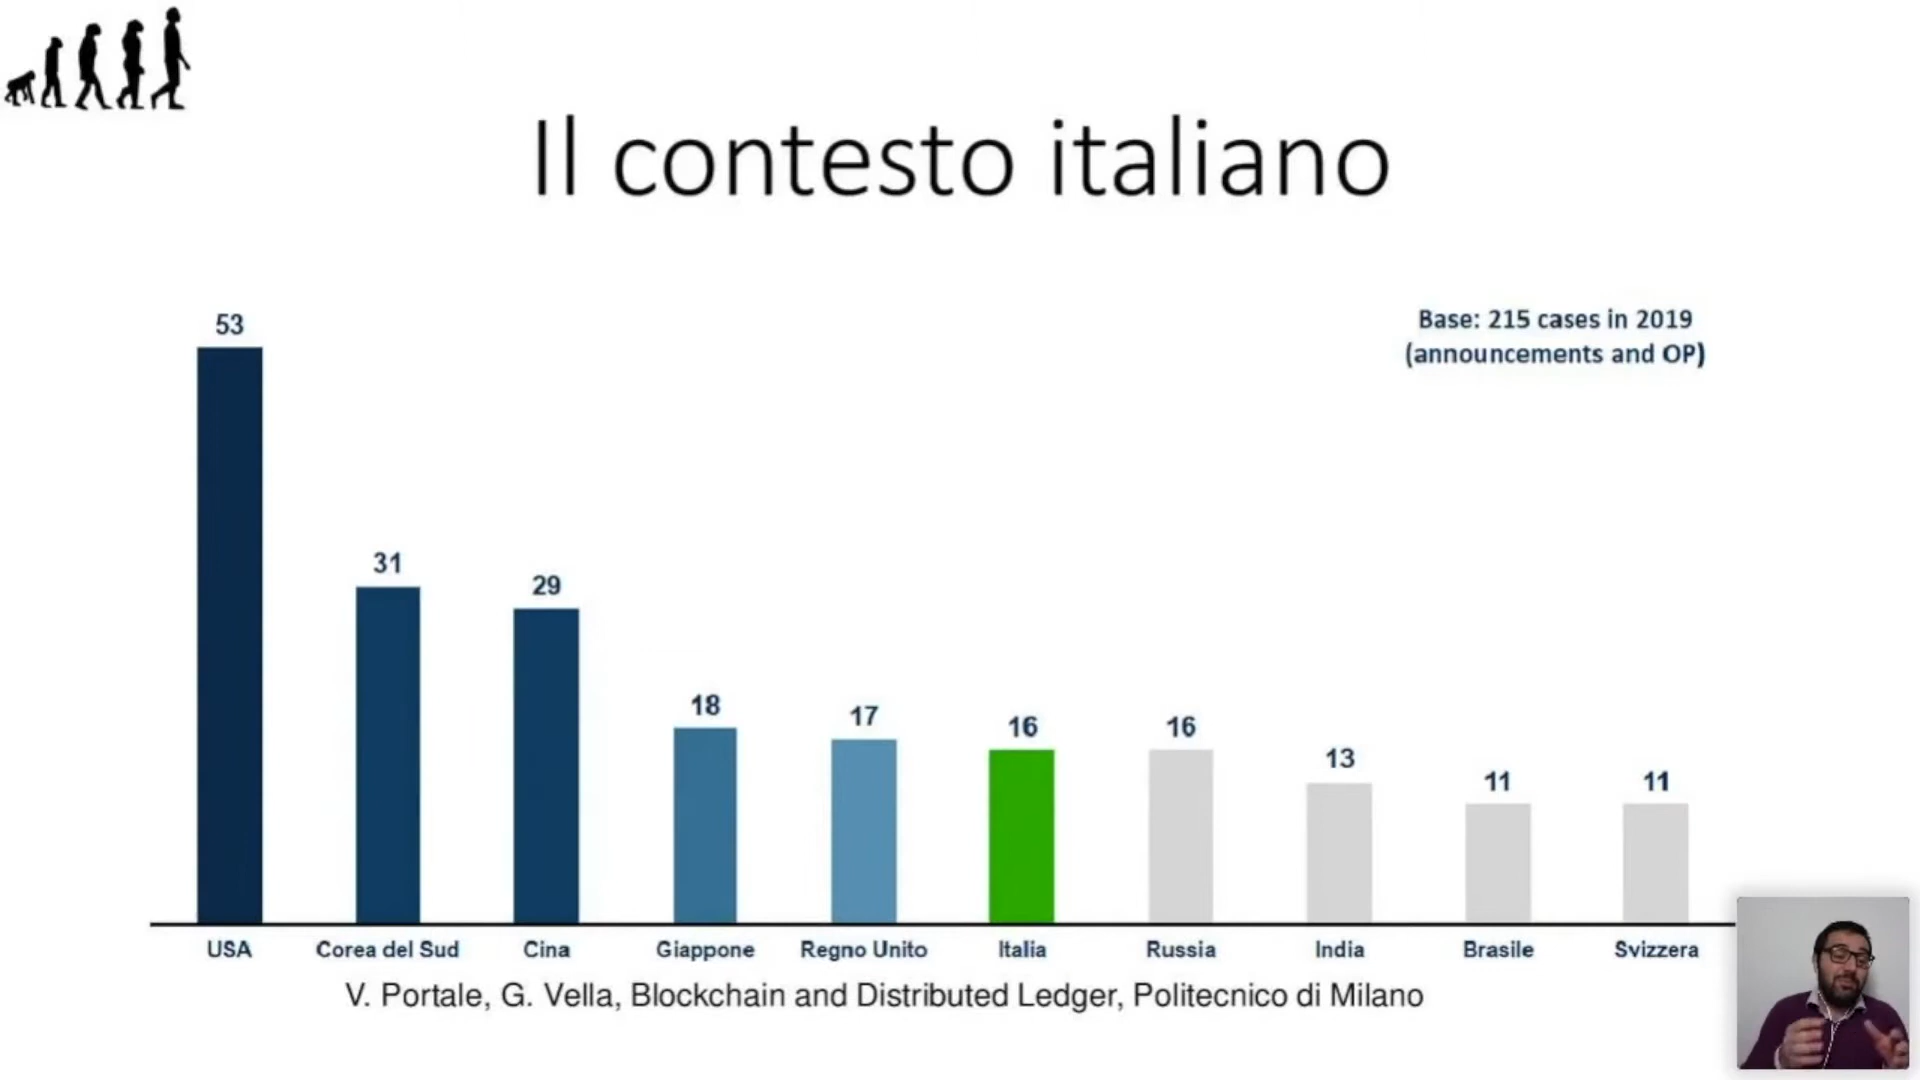 Il contesto italiano
Base: 215 cases in 2019
(announcements and OP)
53
31
29
18
17
16
16
13
11
11
USA
Corea del Sud
Cina
Giappone
Regno Unito
Italia
Russia
India
Brasile
Svizzera
V. Portale, G. Vella, Blockchain and Distributed Ledger, Politecnico di Milano